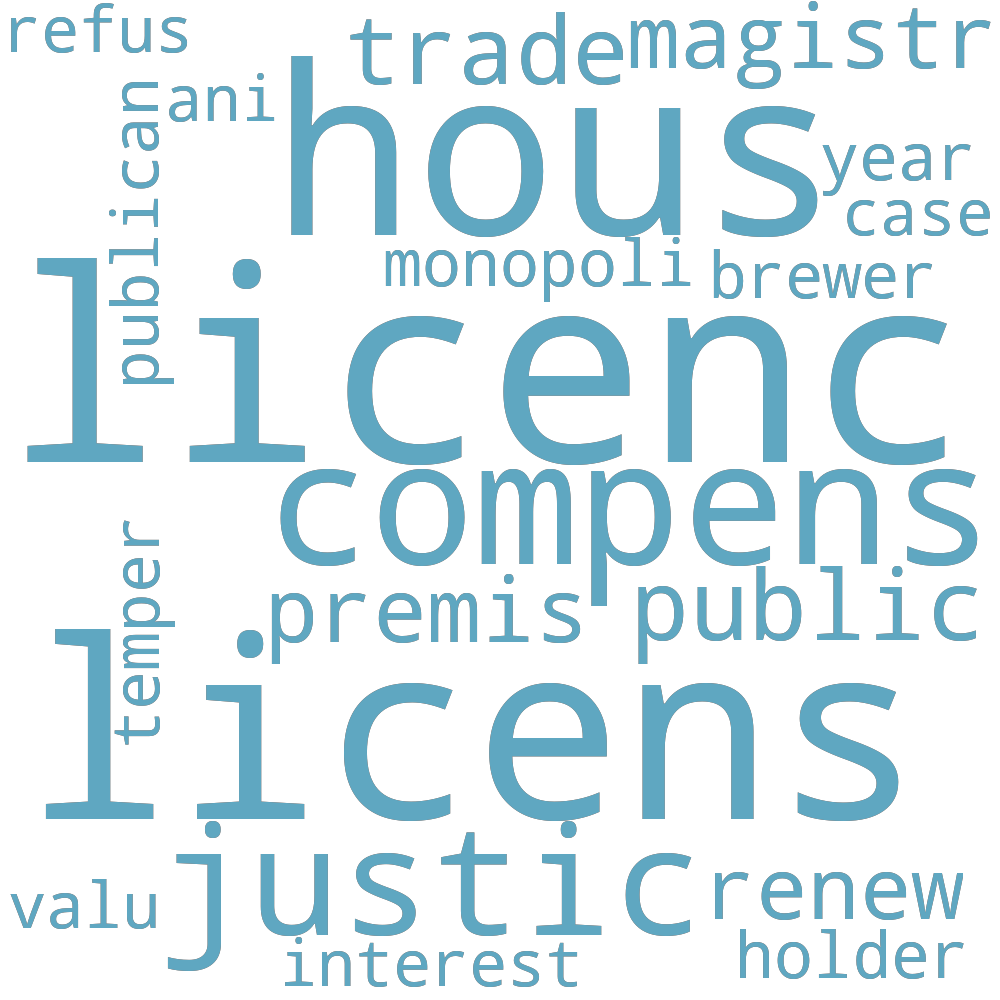 refus
trade
magistr
ani
hous
publican
year
case
monopoli
brewer
licenc
compens
temper
premis
public
licens
justic
valu
renew
interest
holder